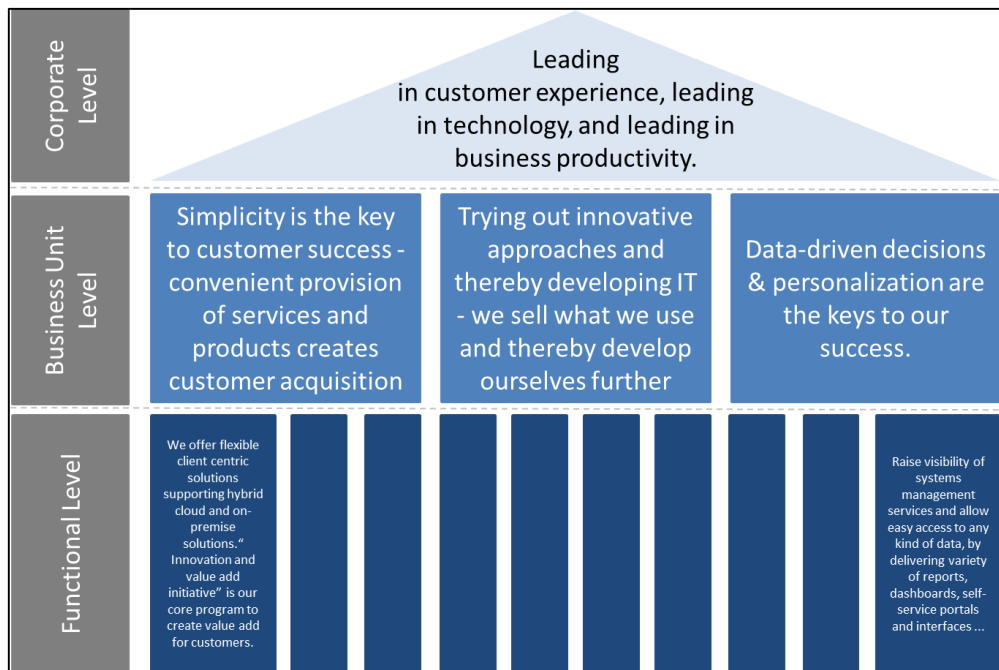 Corporate
Level
Leading
in customer experience, leading
in technology, and leading in
business productivity.
Business Unit
Level
Simplicity is the key
to customer success -
convenient provision
of services and
products creates
customer acquisition
Trying out innovative
approaches and
thereby developing IT
- we sell what we use
and thereby develop
ourselves further
Data-driven decisions
& personalization are
the keys to our
success.
Functional Level
We offer flexible
client centric
solutions
supporting hybrid
cloud and on-
premise
solutions.“
Innovation and
value add
initiative” is our
core program to
create value add
for customers.
Raise visibility of
systems
management
services and allow
easy access to any
kind of data, by
delivering variety
of reports,
dashboards, self-
service portals
and interfaces ...